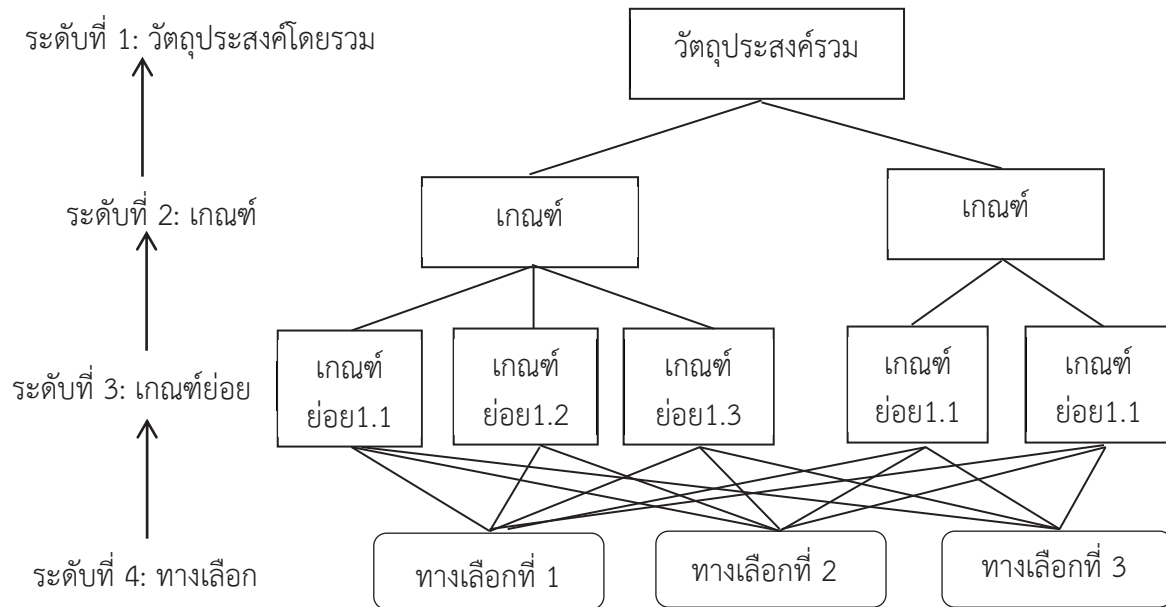 ระดับที่ 1: วัตถุประสงค์โดยรวม
วัตถุประสงค์รวม
ระดับที่ 2: เกณฑ์
เกณฑ์
เกณฑ์
ระดับที่ 3: เกณฑ์ย่อย
เกณฑ์
ย่อย1.1
เกณฑ์
ย่อย1.2
เกณฑ์
ย่อย1.3
เกณฑ์
ย่อย1.1
เกณฑ์
ย่อย1.1
ระดับที่ 4: ทางเลือก
ทางเลือกที่ 1
ทางเลือกที่ 2
ทางเลือกที่ 3